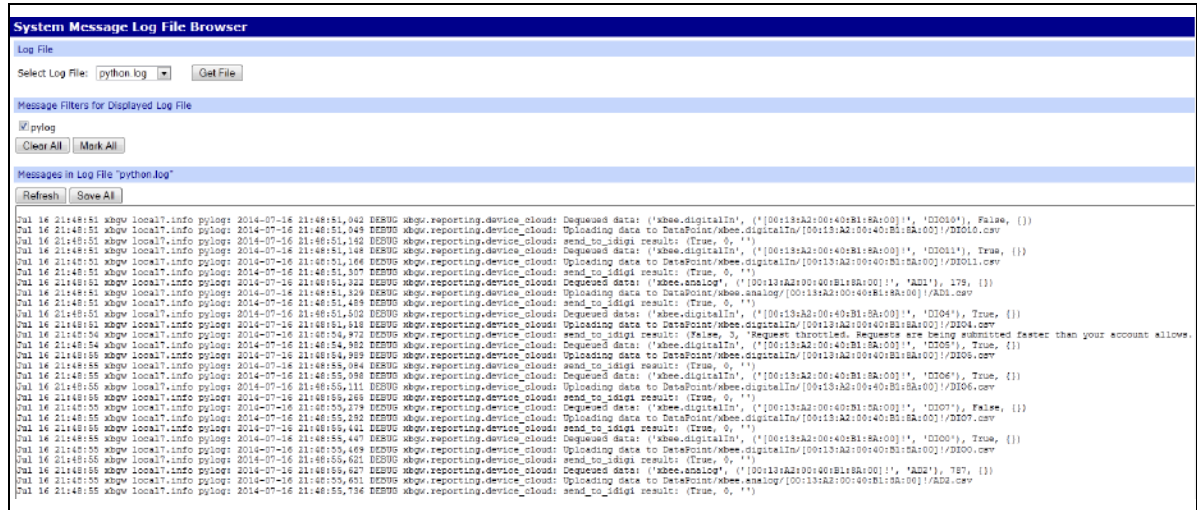 System Message Log File Browser
Log File
Select Log File: python.log Get File
Message Filters for Displayed Log File
pylog
Clear All Mark All
Messages in Log File "python.log"
Refresh Save All
Jul 16 21:48:51 xbgw local7.info pylog: 2014-07-16 21:48:51,042 DEBUG xbgw.reporting.device_cloud: Dequeued data: ('xbee.digitalIn', ("[00:13:A2:00:40:B1:8A:00]!", 'DIO10"), False, {})
Jul 16 21:48:51 xbgw local7.info pylog: 2014-07-16 21:48:51,049 DEBUG xbgw.reporting.device_cloud: Uploading data to DataPoint/xbee.digitalIn/[00:13:A2:00:40:B1:8A:00]!/DIO10.csv
Jul 16 21:48:51 xbgw local7.info pylog: 2014-07-16 21:48:51,142 DEBUG xbgw.reporting.device_cloud: send_to_idigi result: (True, 0, '')
Jul 16 21:48:51 xbgw local7.info pylog: 2014-07-16 21:48:51,148 DEBUG xbgw.reporting.device_cloud: Dequeued data: ('xbee.digitalIn', ("[00:13:A2:00:40:B1:8A:00]!", 'DIO11'), True, {})
Jul 16 21:48:51 xbgw local7.info pylog: 2014-07-16 21:48:51,166 DEBUG xbgw.reporting.device_cloud: Uploading data to DataPoint/xbee.digitalIn/[00:13:A2:00:40:B1:8A:00]!/DIO11.csv
Jul 16 21:48:51 xbgw local7.info pylog: 2014-07-16 21:48:51,307 DEBUG xbgw.reporting.device_cloud: send_to_idigi result: (True, 0, '')
Jul 16 21:48:51 xbgw local7.info pylog: 2014-07-16 21:48:51,322 DEBUG xbgw.reporting.device_cloud: Dequeued data: ('xbee.analog', ('[00:13:A2:00:40:B1:8A:00]!', 'AD1'), 179, {})
Jul 16 21:48:51 xbgw local7.info pylog: 2014-07-16 21:48:51,329 DEBUG xbgw.reporting.device_cloud: Uploading data to DataPoint/xbee.analog/[00:13:A2:00:40:B1:8A:00]!/AD1.csv
Jul 16 21:48:51 xbgw local7.info pylog: 2014-07-16 21:48:51,489 DEBUG xbgw.reporting.device_cloud: send_to_idigi result: (True, 0, '')
Jul 16 21:48:51 xbgw local7.info pylog: 2014-07-16 21:48:51,502 DEBUG xbgw.reporting.device_cloud: Dequeued data: ('xbee.digitalIn', ('[00:13:A2:00:40:B1:8A:00]!', 'DIO4'), True, {})
Jul 16 21:48:51 xbgw local7.info pylog: 2014-07-16 21:48:51,518 DEBUG xbgw.reporting.device_cloud: Uploading data to DataPoint/xbee.digitalIn/[00:13:A2:00:40:B1:8A:00]!/DIO4.csv
Jul 16 21:48:54 xbgw local7.info pylog: 2014-07-16 21:48:54,972 DEBUG xbgw.reporting.device_cloud: send_to_idigi result: (False, 3, 'Request throttled. Requests are being submitted faster than your account allows.
Jul 16 21:48:54 xbgw local7.info pylog: 2014-07-16 21:48:54,982 DEBUG xbgw.reporting.device_cloud: Dequeued data: ('xbee.digitalIn', ('[00:13:A2:00:40:B1:8A:00]!', 'DIO5'), True, {})
Jul 16 21:48:55 xbgw local7.info pylog: 2014-07-16 21:48:54,989 DEBUG xbgw.reporting.device_cloud: Uploading data to DataPoint/xbee.digitalIn/[00:13:A2:00:40:B1:8A:00]!/DIO5.csv
Jul 16 21:48:55 xbgw local7.info pylog: 2014-07-16 21:48:55,084 DEBUG xbgw.reporting.device_cloud: send_to_idigi result: (True, 0, '')
Jul 16 21:48:55 xbgw local7.info pylog: 2014-07-16 21:48:55,098 DEBUG xbgw.reporting.device_cloud: Dequeued data: ('xbee.digitalIn', ('[00:13:A2:00:40:B1:8A:00]!', 'DIO6'), True, {})
Jul 16 21:48:55 xbgw local7.info pylog: 2014-07-16 21:48:55,111 DEBUG xbgw.reporting.device_cloud: Uploading data to DataPoint/xbee.digitalIn/[00:13:A2:00:40:B1:8A:00]!/DIO6.csv
Jul 16 21:48:55 xbgw local7.info pylog: 2014-07-16 21:48:55,265 DEBUG xbgw.reporting.device_cloud: send_to_idigi result: (True, 0, '')
Jul 16 21:48:55 xbgw local7.info pylog: 2014-07-16 21:48:55,279 DEBUG xbgw.reporting.device_cloud: Dequeued data: ('xbee.digitalIn', ('[00:13:A2:00:40:B1:8A:00]!', 'DIO7'), False, {})
Jul 16 21:48:55 xbgw local7.info pylog: 2014-07-16 21:48:55,292 DEBUG xbgw.reporting.device_cloud: Uploading data to DataPoint/xbee.digitalIn/[00:13:A2:00:40:B1:8A:00]!/DIO7.csv
Jul 16 21:48:55 xbgw local7.info pylog: 2014-07-16 21:48:55,441 DEBUG xbgw.reporting.device_cloud: send_to_idigi result: (True, 0, '')
Jul 16 21:48:55 xbgw local7.info pylog: 2014-07-16 21:48:55,447 DEBUG xbgw.reporting.device_cloud: Dequeued data: ('xbee.digitalIn', ('[00:13:A2:00:40:B1:8A:00]!', 'DIO0'), True, {})
Jul 16 21:48:55 xbgw local7.info pylog: 2014-07-16 21:48:55,469 DEBUG xbgw.reporting.device_cloud: Uploading data to DataPoint/xbee.digitalIn/[00:13:A2:00:40:B1:8A:00]!/DIO0.csv
Jul 16 21:48:55 xbgw local7.info pylog: 2014-07-16 21:48:55,621 DEBUG xbgw.reporting.device_cloud: send_to_idigi result: (True, 0, '')
Jul 16 21:48:55 xbgw local7.info pylog: 2014-07-16 21:48:55,627 DEBUG xbgw.reporting.device_cloud: Dequeued data: ('xbee.analog', ('[00:13:A2:00:40:B1:8A:00]!', 'AD2'), 787, {})
Jul 16 21:48:55 xbgw local7.info pylog: 2014-07-16 21:48:55,651 DEBUG xbgw.reporting.device_cloud: Uploading data to DataPoint/xbee.analog/[00:13:A2:00:40:B1:8A:00]!/AD2.csv
Jul 16 21:48:55 xbgw local7.info pylog: 2014-07-16 21:48:55,736 DEBUG xbgw.reporting.device_cloud: send_to_idigi result: (True, 0, '')